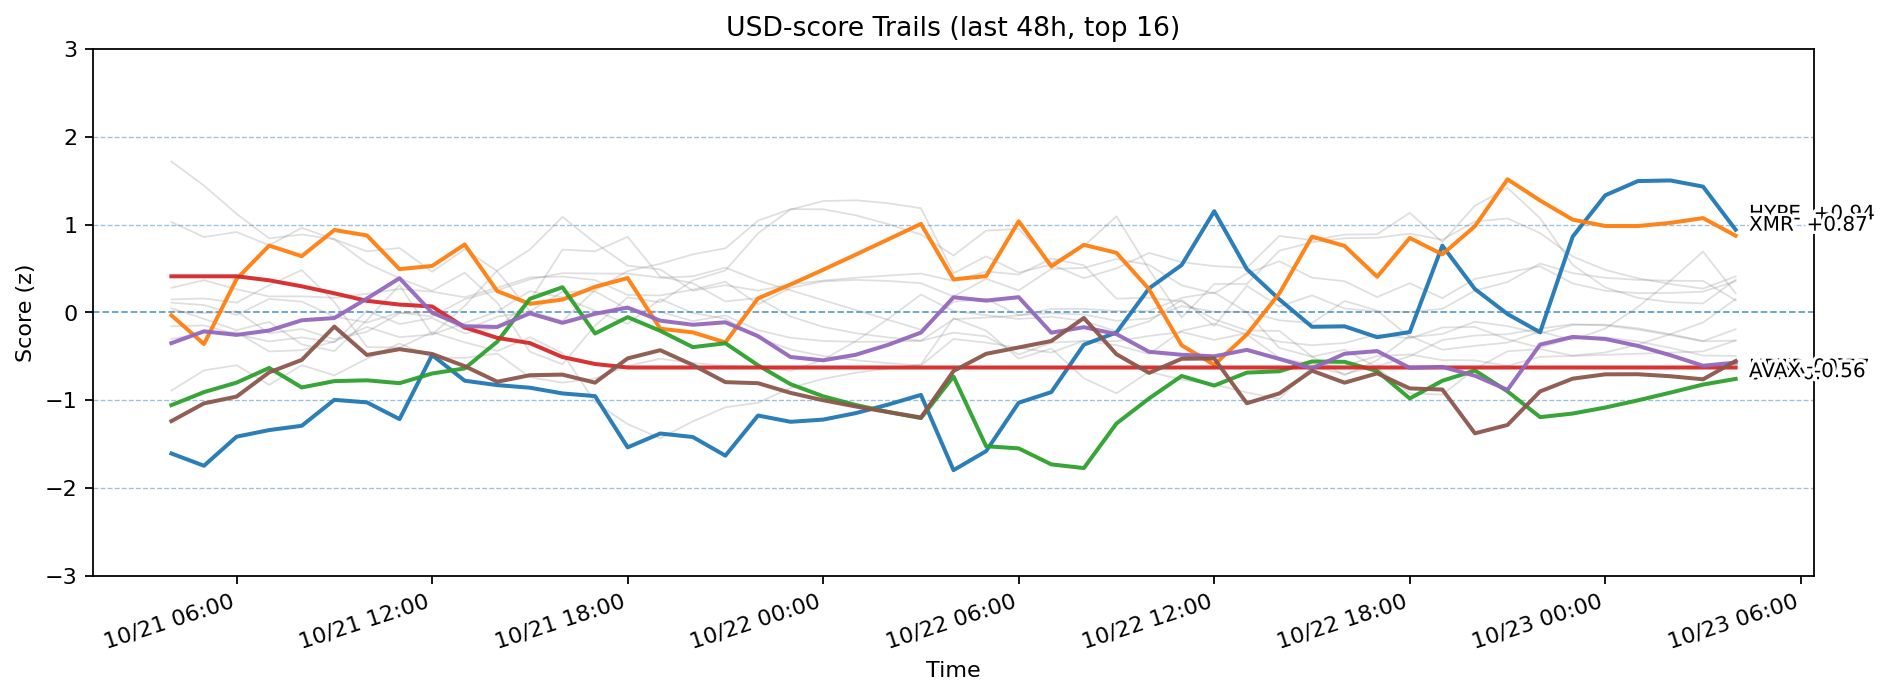 USD-score Trails (last 48h, top 16)
Score (z)
3
2
1
0
−1
−2
−3
HYPE +0.94
XMR +0.87
AVAX -0.56
10/21 06:00
10/21 12:00
10/21 18:00
10/22 00:00
10/22 06:00
10/22 12:00
10/22 18:00
10/23 00:00
10/23 06:00
Time